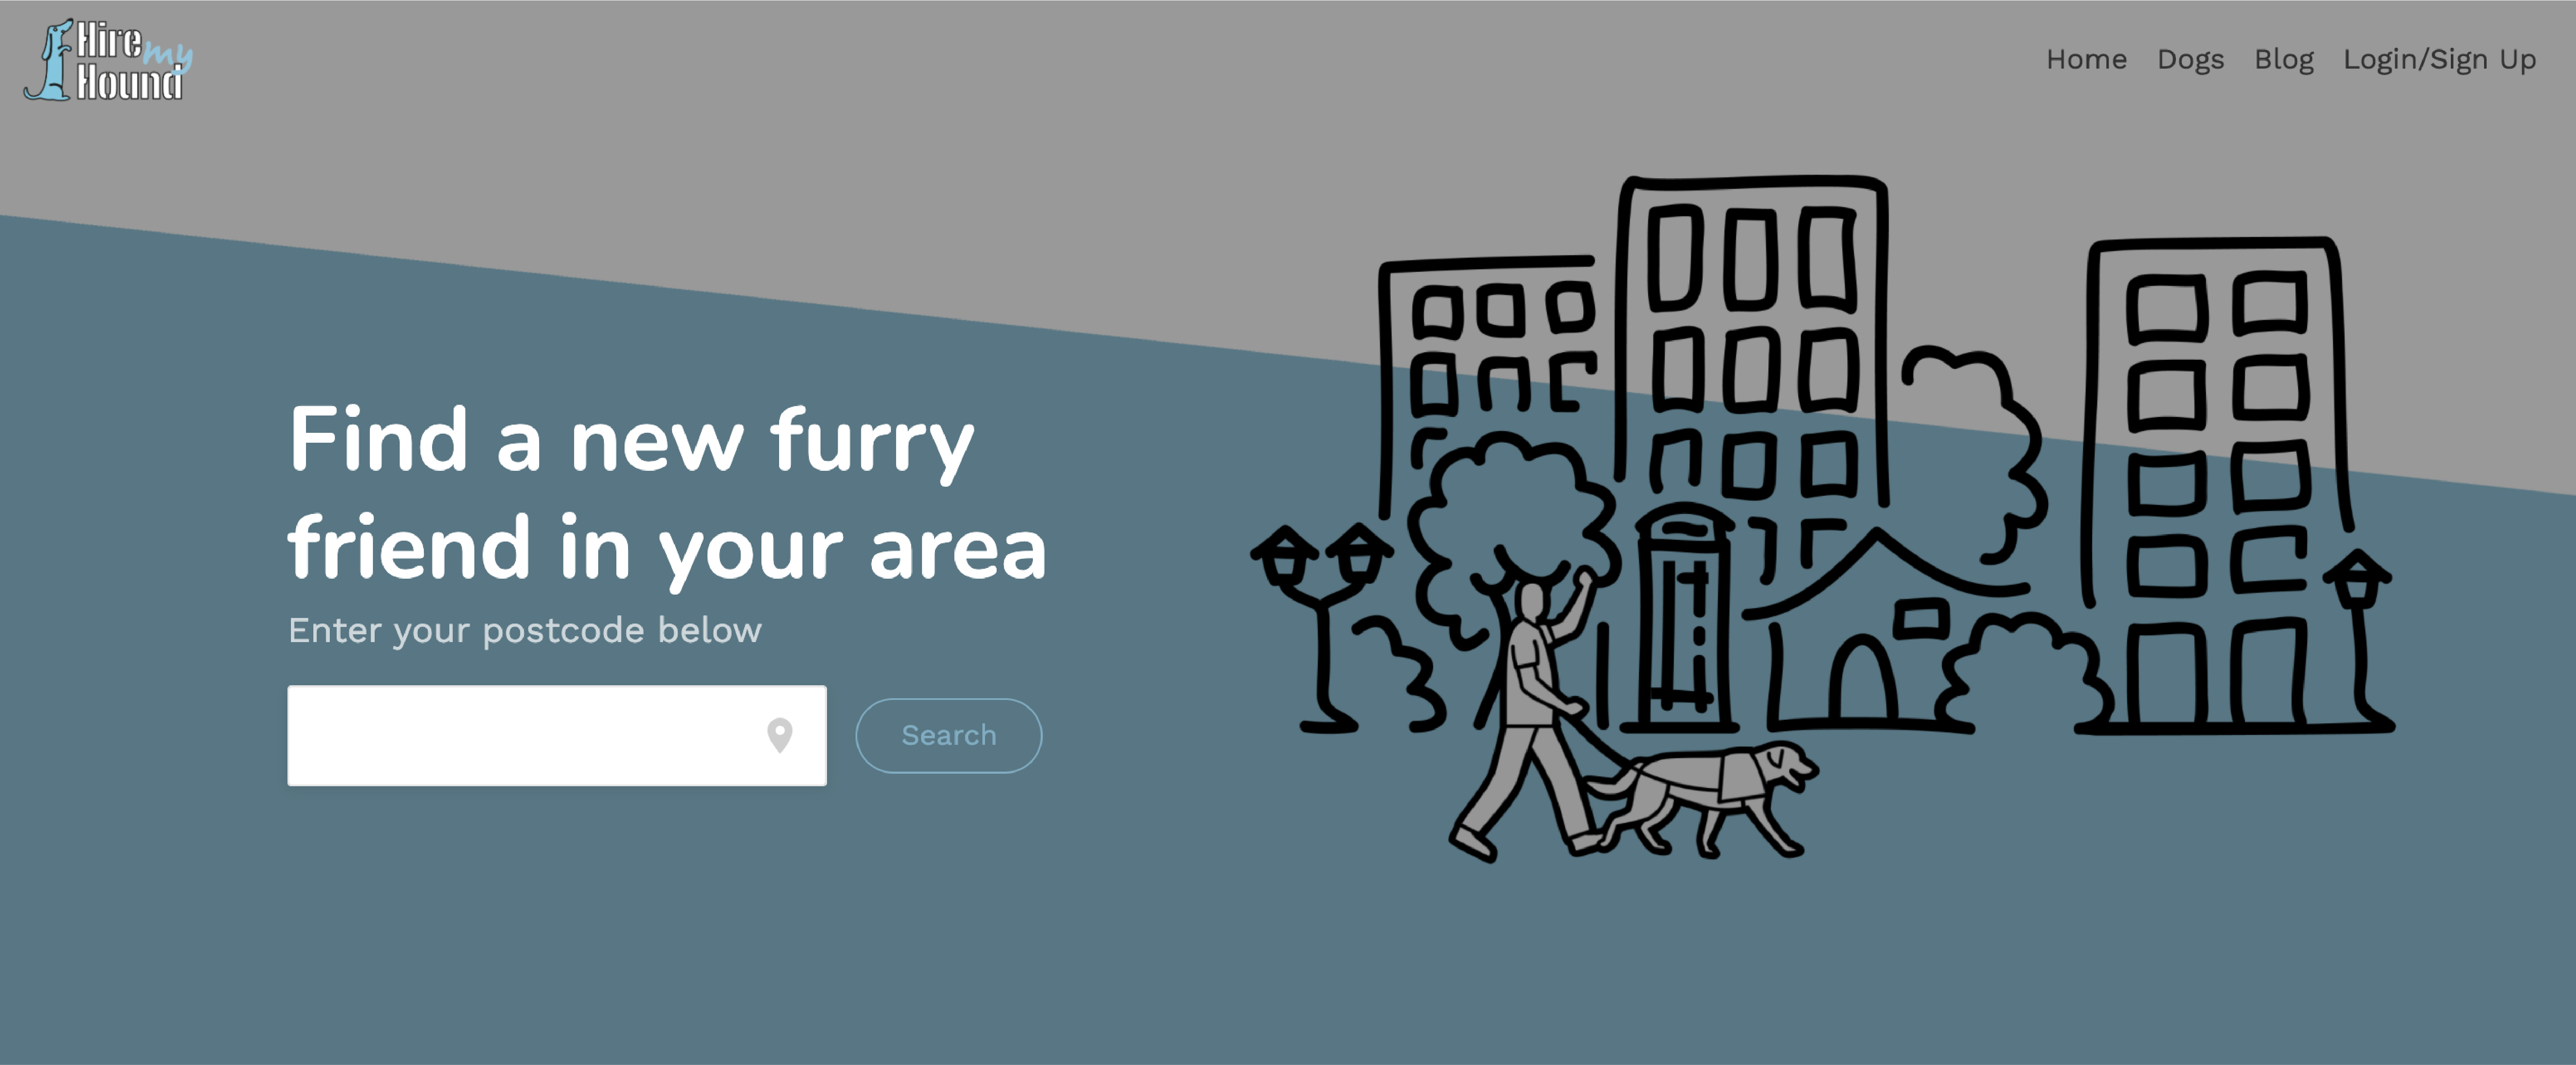 Hire my
Hound
Home Dogs Blog Login/Sign Up
Find a new furry
friend in your area
Enter your postcode below
Search